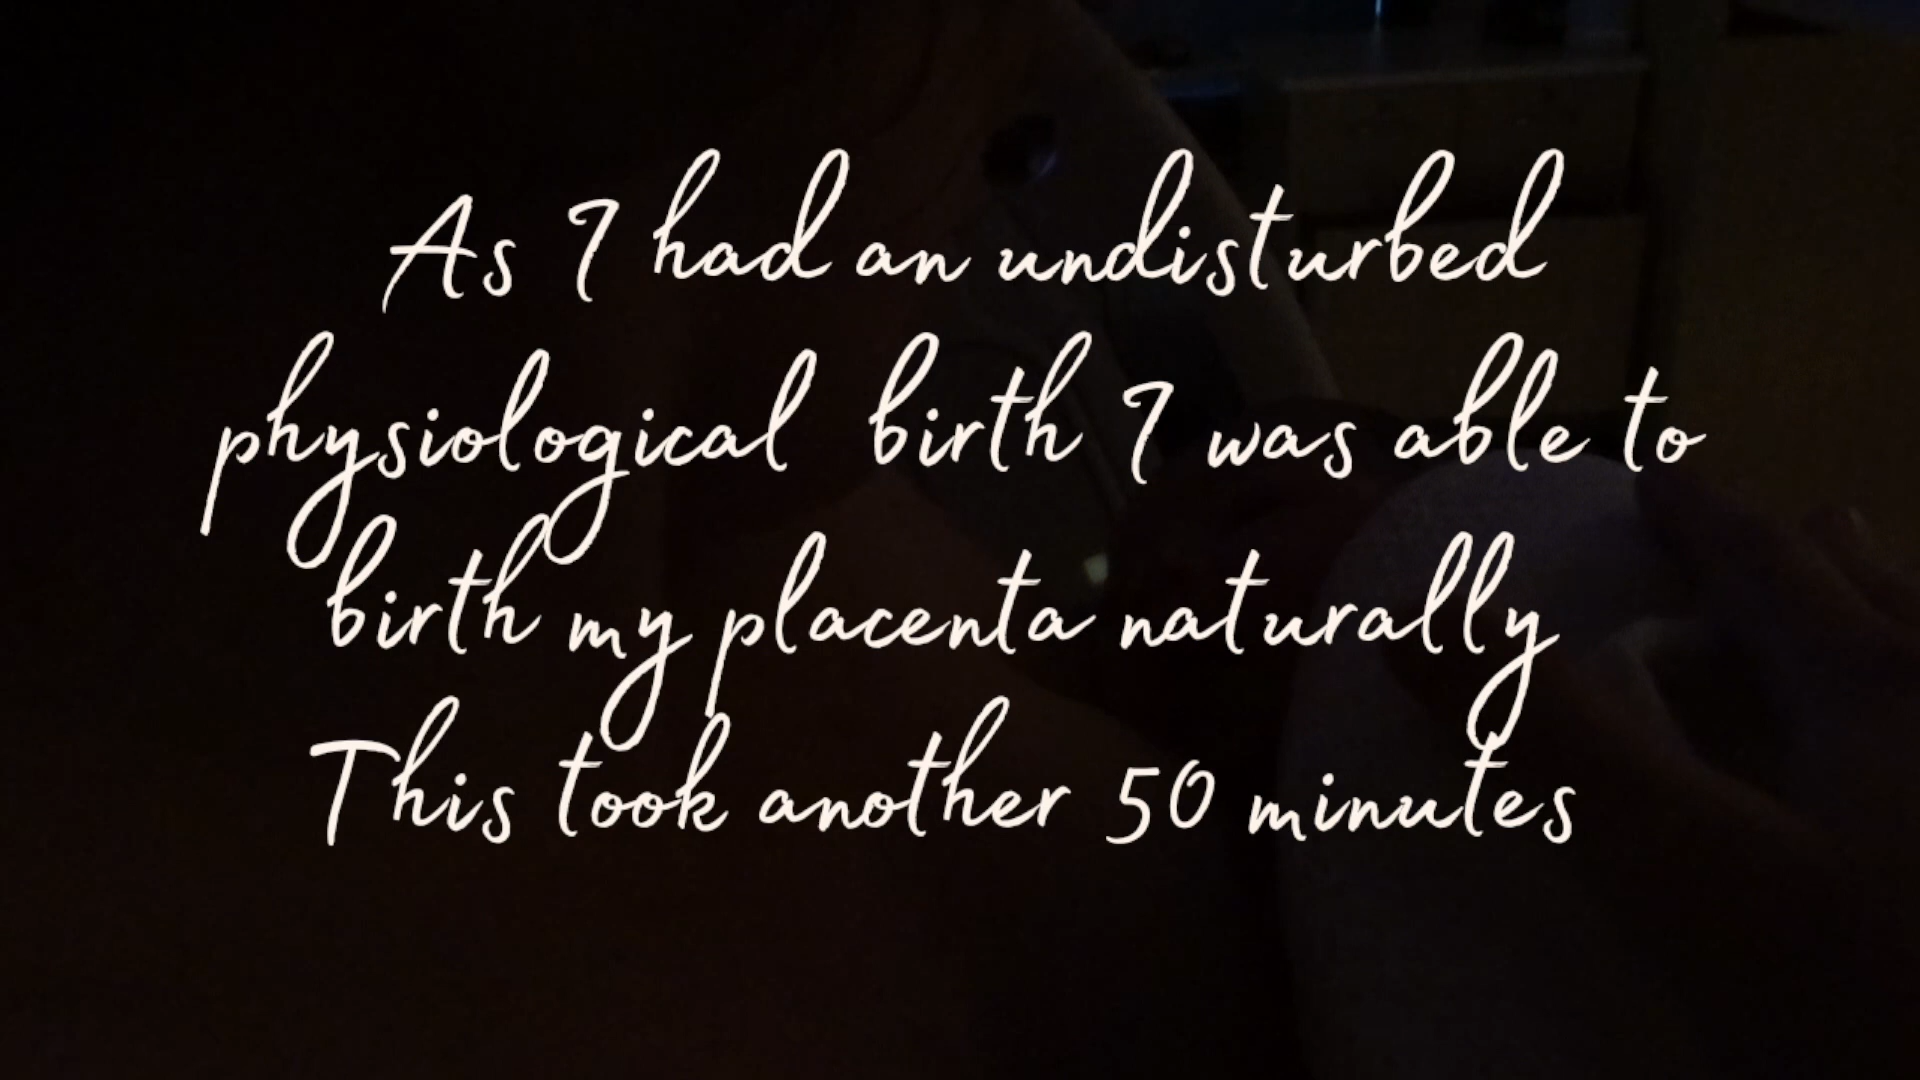 As I had an undisturbed
physiological birth I was able to
birth my placenta naturally
This took another 50 minutes